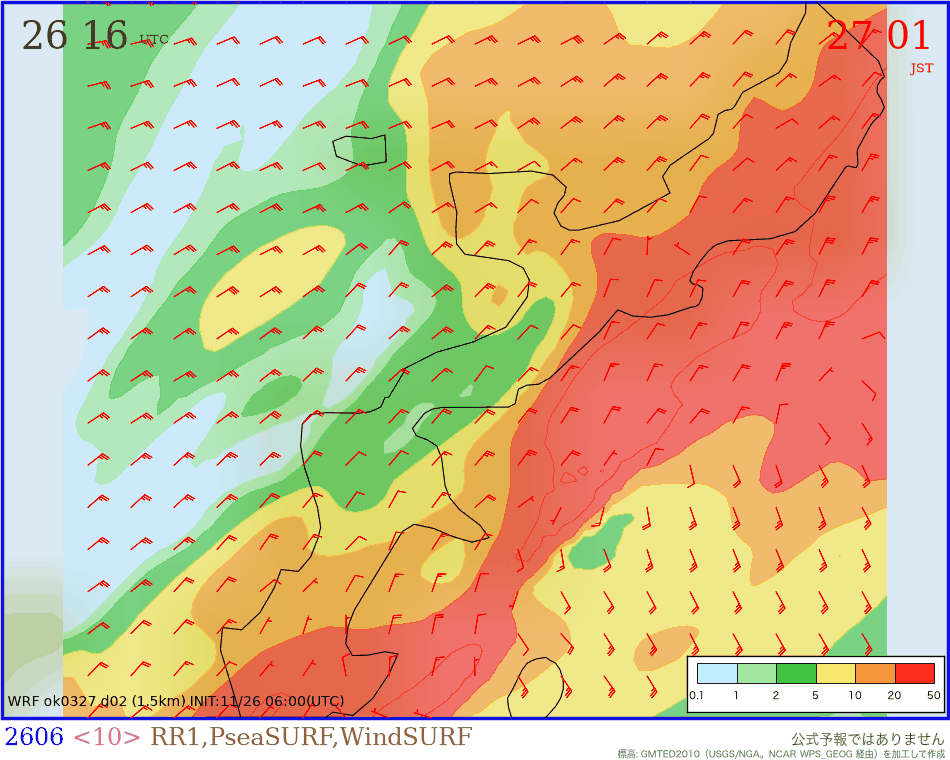 26 16 UTC
27 01
JST
0.1 1 2 5 10 20 50
WRF ok0327 d02 (1.5km) INIT:11/26 06:00(UTC)
2606 <10> RR1,PseaSURF,WindSURF
公式予報ではありません
標高: GMTED2010（USGS/NGA。NCAR WPS_GEOG 経由）を加工して作成